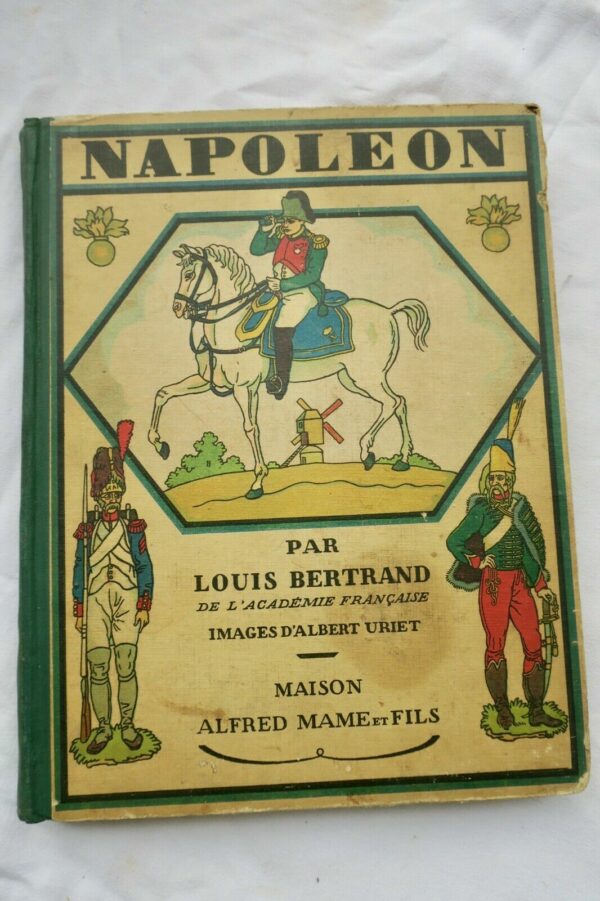 NAPOLEON
PAR
LOUIS BERTRAND
DE L'ACADÉMIE FRANÇAISE
IMAGES D'ALBERT URIET
MAISON
ALFRED MAME ET FILS